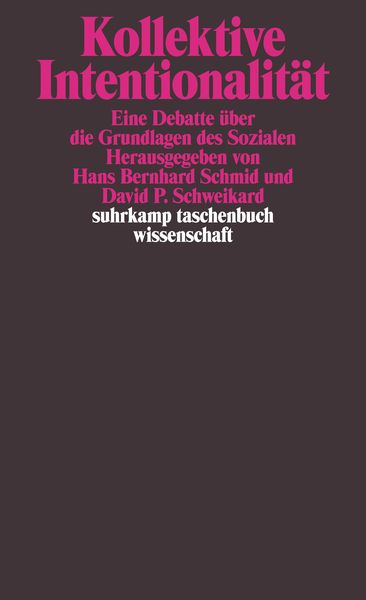 Kollektive
Intentionalität
Eine Debatte über
die Grundlagen des Sozialen
Herausgegeben von
Hans Bernhard Schmid und
David P. Schweikard
suhrkamp taschenbuch
wissenschaft